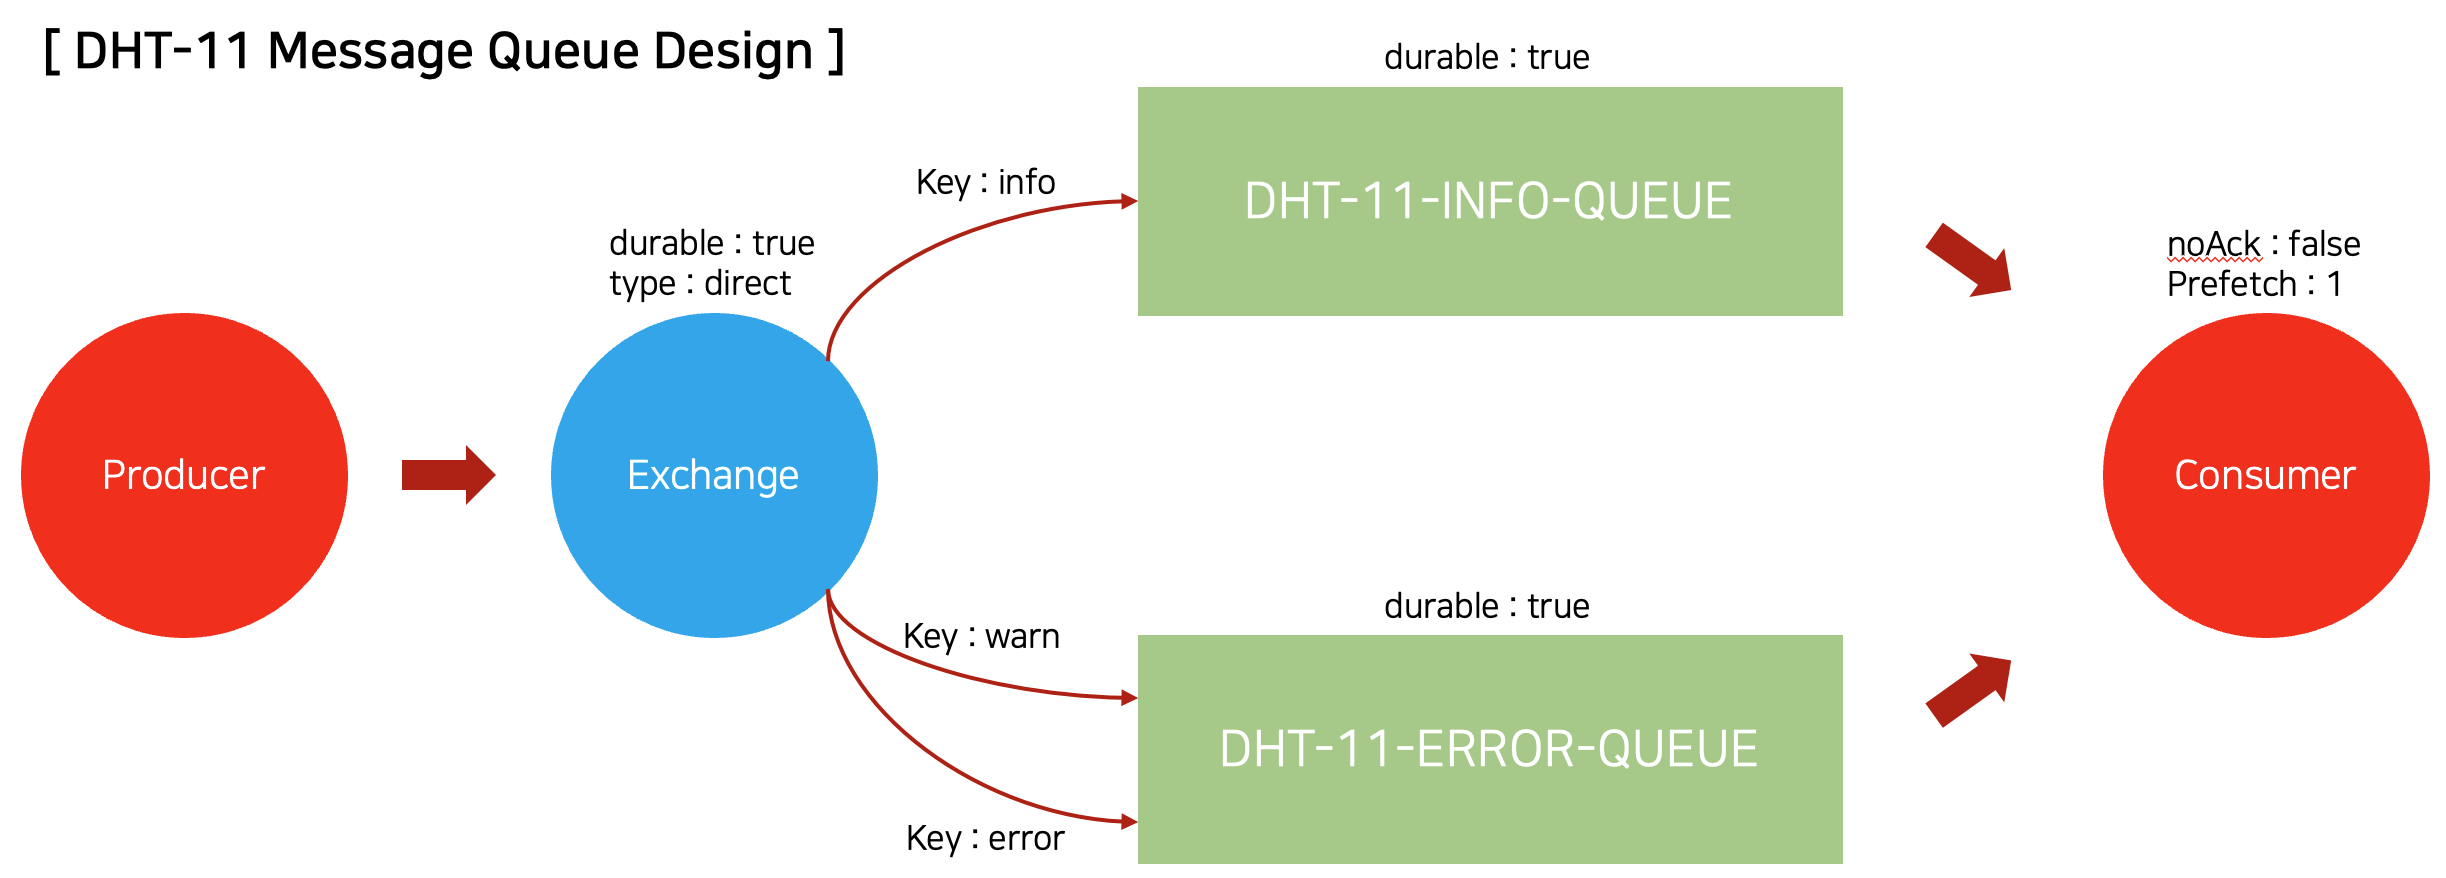 [ DHT-11 Message Queue Design ]
durable : true
DHT-11-INFO-QUEUE
Key : info
durable : true
type : direct
noAck : false
Prefetch : 1
Producer
Exchange
Consumer
Key : warn
durable : true
DHT-11-ERROR-QUEUE
Key : error